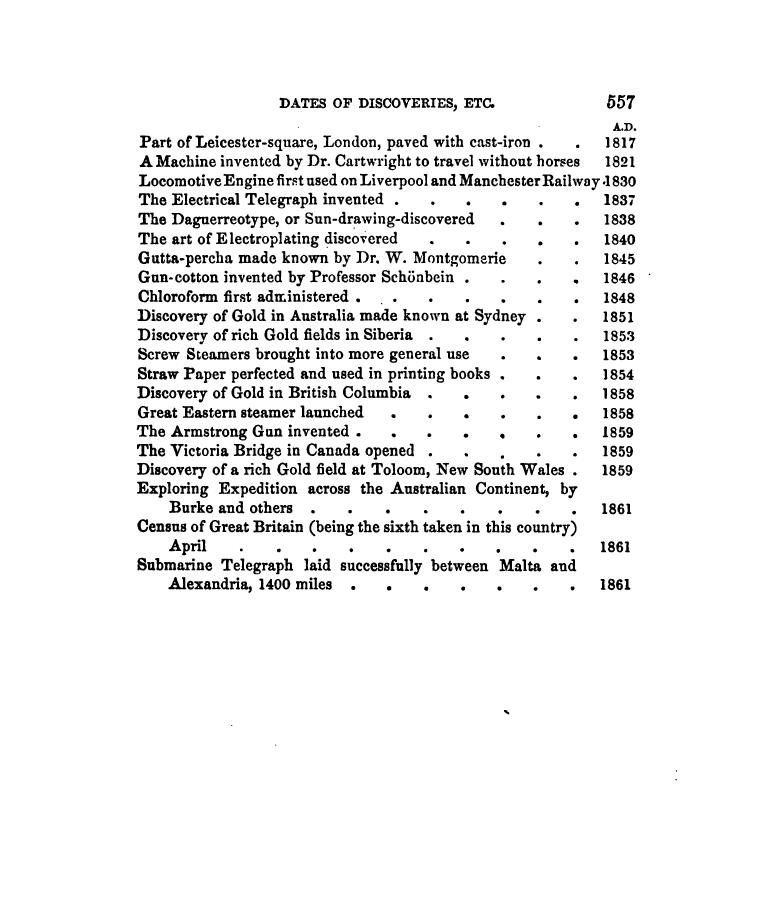 DATES OF DISCOVERIES, ETC. 557
A.D.
Part of Leicester-square, London, paved with cast-iron . . 1817
A Machine invented by Dr. Cartwright to travel without horses 1821
Locomotive Engine first used on Liverpool and Manchester Railway . 1830
The Electrical Telegraph invented . . . . . . 1837
The Daguerreotype, or Sun-drawing-discovered . . . 1838
The art of Electroplating discovered . . . . . 1840
Gutta-percha made known by Dr. W. Montgomerie . . 1845
Gun-cotton invented by Professor Schönbein . . . . 1846
Chloroform first administered . . . . . . . 1848
Discovery of Gold in Australia made known at Sydney . . 1851
Discovery of rich Gold fields in Siberia . . . . . 1853
Screw Steamers brought into more general use . . . 1853
Straw Paper perfected and used in printing books . . . 1854
Discovery of Gold in British Columbia . . . . . 1858
Great Eastern steamer launched . . . . . . 1858
The Armstrong Gun invented . . . . . . . 1859
The Victoria Bridge in Canada opened . . . . . 1859
Discovery of a rich Gold field at Toloom, New South Wales . 1859
Exploring Expedition across the Australian Continent, by
Burke and others . . . . . . . . 1861
Census of Great Britain (being the sixth taken in this country)
April . . . . . . . . . . 1861
Submarine Telegraph laid successfully between Malta and
Alexandria, 1400 miles . . . . . . . 1861